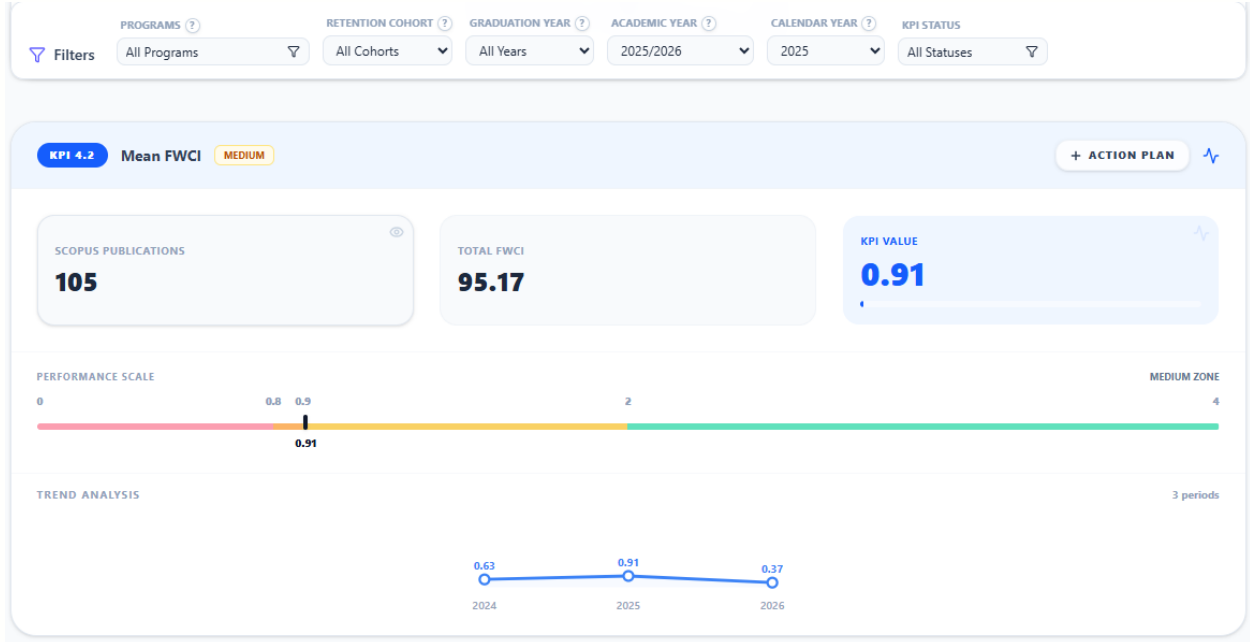 Filters
PROGRAMS ?
All Programs
RETENTION COHORT ?
All Cohorts
GRADUATION YEAR ?
All Years
ACADEMIC YEAR ?
2025/2026
CALENDAR YEAR ?
2025
KPI STATUS
All Statuses
KPI 4.2 Mean FWCI MEDIUM
+ ACTION PLAN
SCOPUS PUBLICATIONS
105
TOTAL FWCI
95.17
KPI VALUE
0.91
PERFORMANCE SCALE MEDIUM ZONE
0 0.8 0.9 2 4
0.91
TREND ANALYSIS 3 periods
0.63 0.91 0.37
2024 2025 2026